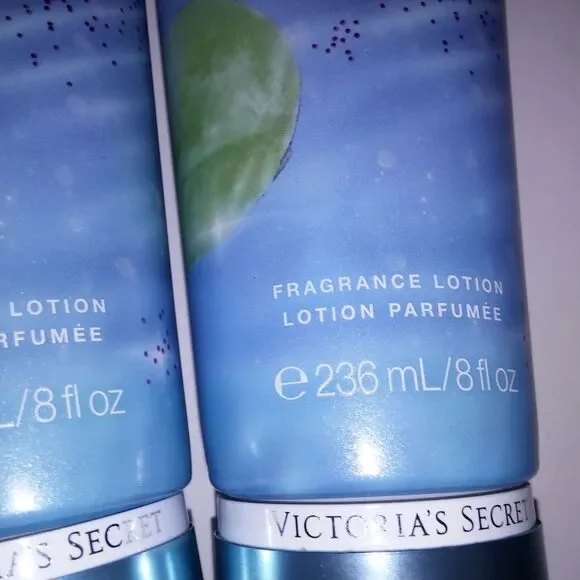 LOTION
RFUMÉE
L/8 fl oz
A'S SECRET
FRAGRANCE LOTION
LOTION PARFUMÉE
℮ 236 mL/8 fl oz
VICTORIA'S SECRET